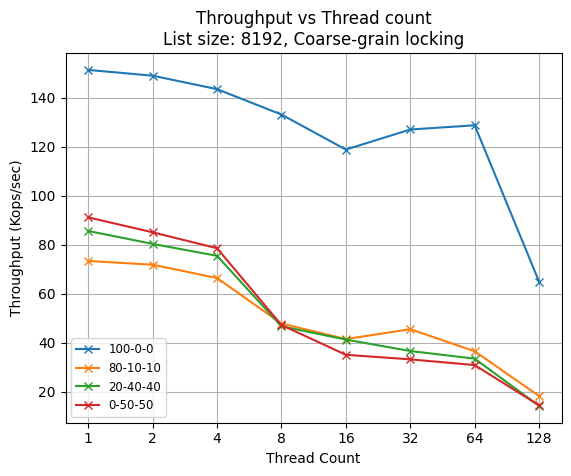 Throughput vs Thread count
List size: 8192, Coarse-grain locking
Throughput (Kops/sec)
140
120
100
80
60
40
20
100-0-0
80-10-10
20-40-40
0-50-50
1 2 4 8 16 32 64 128
Thread Count